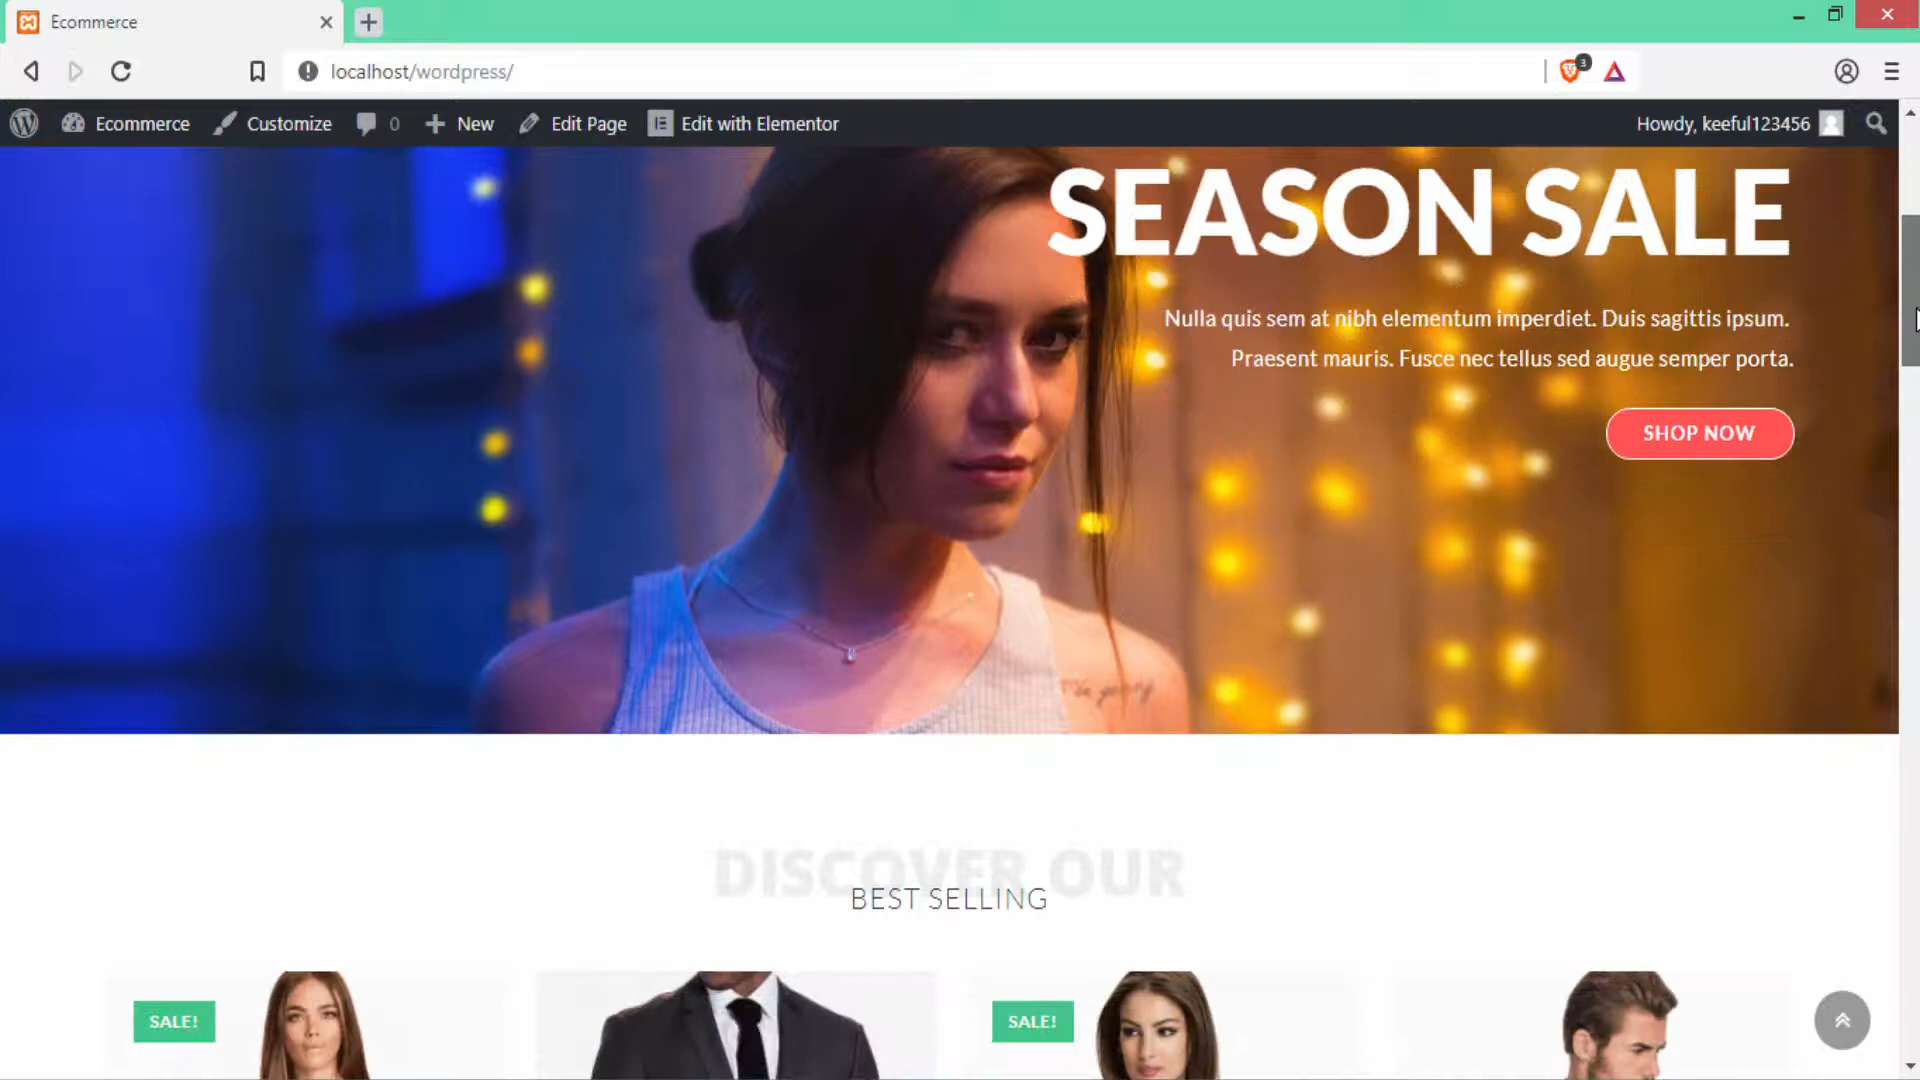 Ecommerce
3
localhost/wordpress/
Ecommerce
Customize
0
New
Edit Page
Edit with Elementor
Howdy, keeful123456
SEASON SALE
Nulla quis sem at nibh elementum imperdiet. Duis sagittis ipsum.
Praesent mauris. Fusce nec tellus sed augue semper porta.
SHOP NOW
DISCOVER OUR
BEST SELLING
SALE!
SALE!